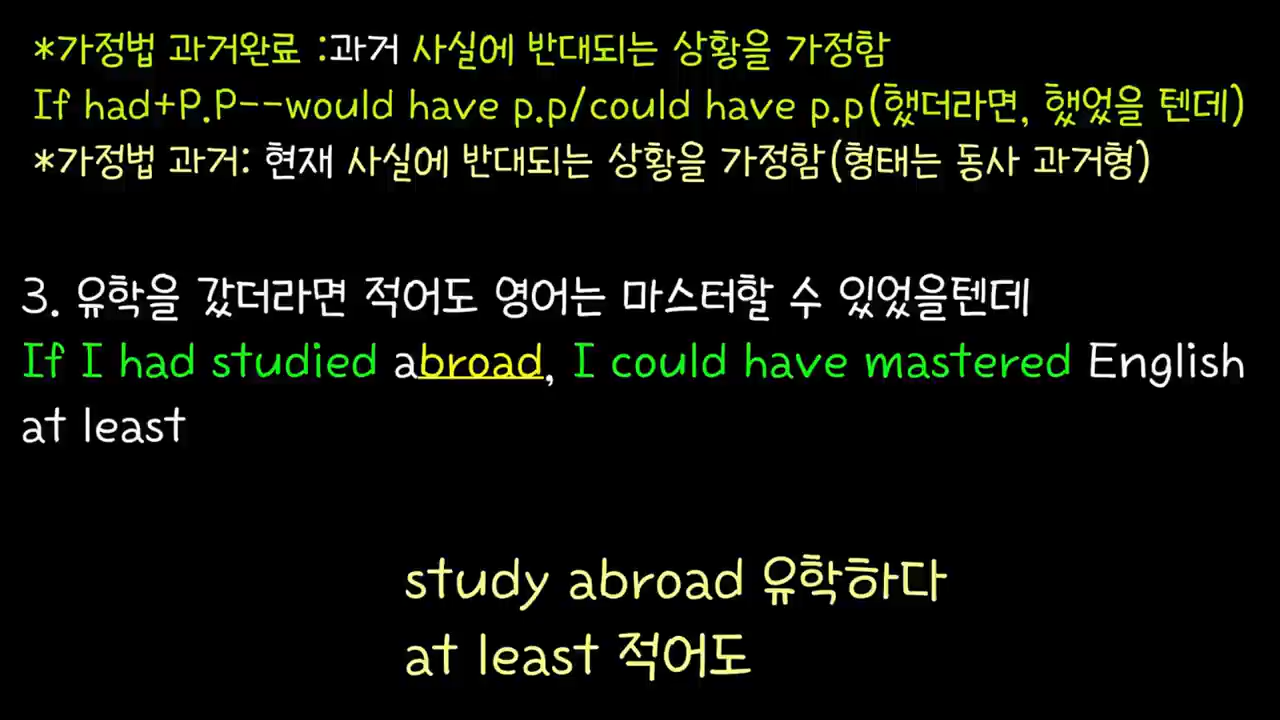 *가정법 과거완료 :과거 사실에 반대되는 상황을 가정함
If had+P.P--would have p.p/could have p.p(했더라면, 했었을 텐데)
*가정법 과거: 현재 사실에 반대되는 상황을 가정함(형태는 동사 과거형)
3. 유학을 갔더라면 적어도 영어는 마스터할 수 있었을텐데
If I had studied abroad, I could have mastered English
at least
study abroad 유학하다
at least 적어도